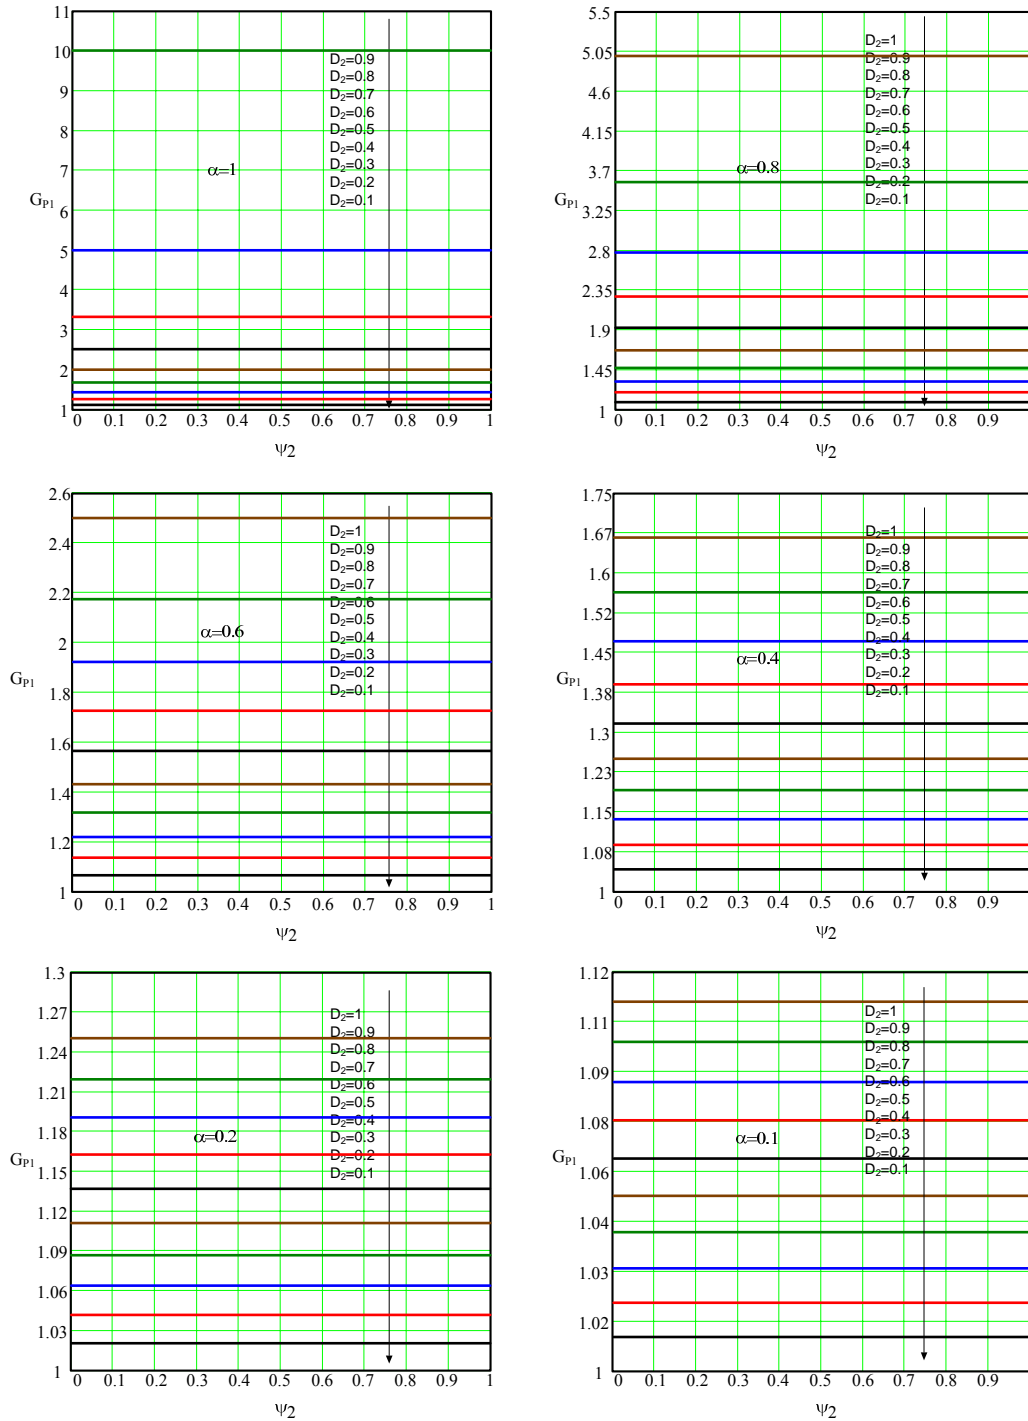 11
10
9
8
7
6
5
4
3
2
1
G_P1
α=1
D₂=0.9
D₂=0.8
D₂=0.7
D₂=0.6
D₂=0.5
D₂=0.4
D₂=0.3
D₂=0.2
D₂=0.1
0 0.1 0.2 0.3 0.4 0.5 0.6 0.7 0.8 0.9 1
ψ₂
5.5
5.05
4.6
4.15
3.7
3.25
2.8
2.35
1.9
1.45
1
G_P1
α=0.8
D₂=1
D₂=0.9
D₂=0.8
D₂=0.7
D₂=0.6
D₂=0.5
D₂=0.4
D₂=0.3
D₂=0.2
D₂=0.1
0 0.1 0.2 0.3 0.4 0.5 0.6 0.7 0.8 0.9
ψ₂
2.6
2.4
2.2
2
1.8
1.6
1.4
1.2
1
G_P1
α=0.6
D₂=1
D₂=0.9
D₂=0.8
D₂=0.7
D₂=0.6
D₂=0.5
D₂=0.4
D₂=0.3
D₂=0.2
D₂=0.1
0 0.1 0.2 0.3 0.4 0.5 0.6 0.7 0.8 0.9 1
ψ₂
1.75
1.67
1.6
1.52
1.45
1.38
1.3
1.23
1.15
1.08
1
G_P1
α=0.4
D₂=1
D₂=0.9
D₂=0.8
D₂=0.7
D₂=0.6
D₂=0.5
D₂=0.4
D₂=0.3
D₂=0.2
D₂=0.1
0 0.1 0.2 0.3 0.4 0.5 0.6 0.7 0.8 0.9
ψ₂
1.3
1.27
1.24
1.21
1.18
1.15
1.12
1.09
1.06
1.03
1
G_P1
α=0.2
D₂=1
D₂=0.9
D₂=0.8
D₂=0.7
D₂=0.6
D₂=0.5
D₂=0.4
D₂=0.3
D₂=0.2
D₂=0.1
0 0.1 0.2 0.3 0.4 0.5 0.6 0.7 0.8 0.9 1
ψ₂
1.12
1.11
1.09
1.08
1.06
1.04
1.03
1.02
1
G_P1
α=0.1
D₂=1
D₂=0.9
D₂=0.8
D₂=0.7
D₂=0.6
D₂=0.5
D₂=0.4
D₂=0.3
D₂=0.2
D₂=0.1
0 0.1 0.2 0.3 0.4 0.5 0.6 0.7 0.8 0.9
ψ₂